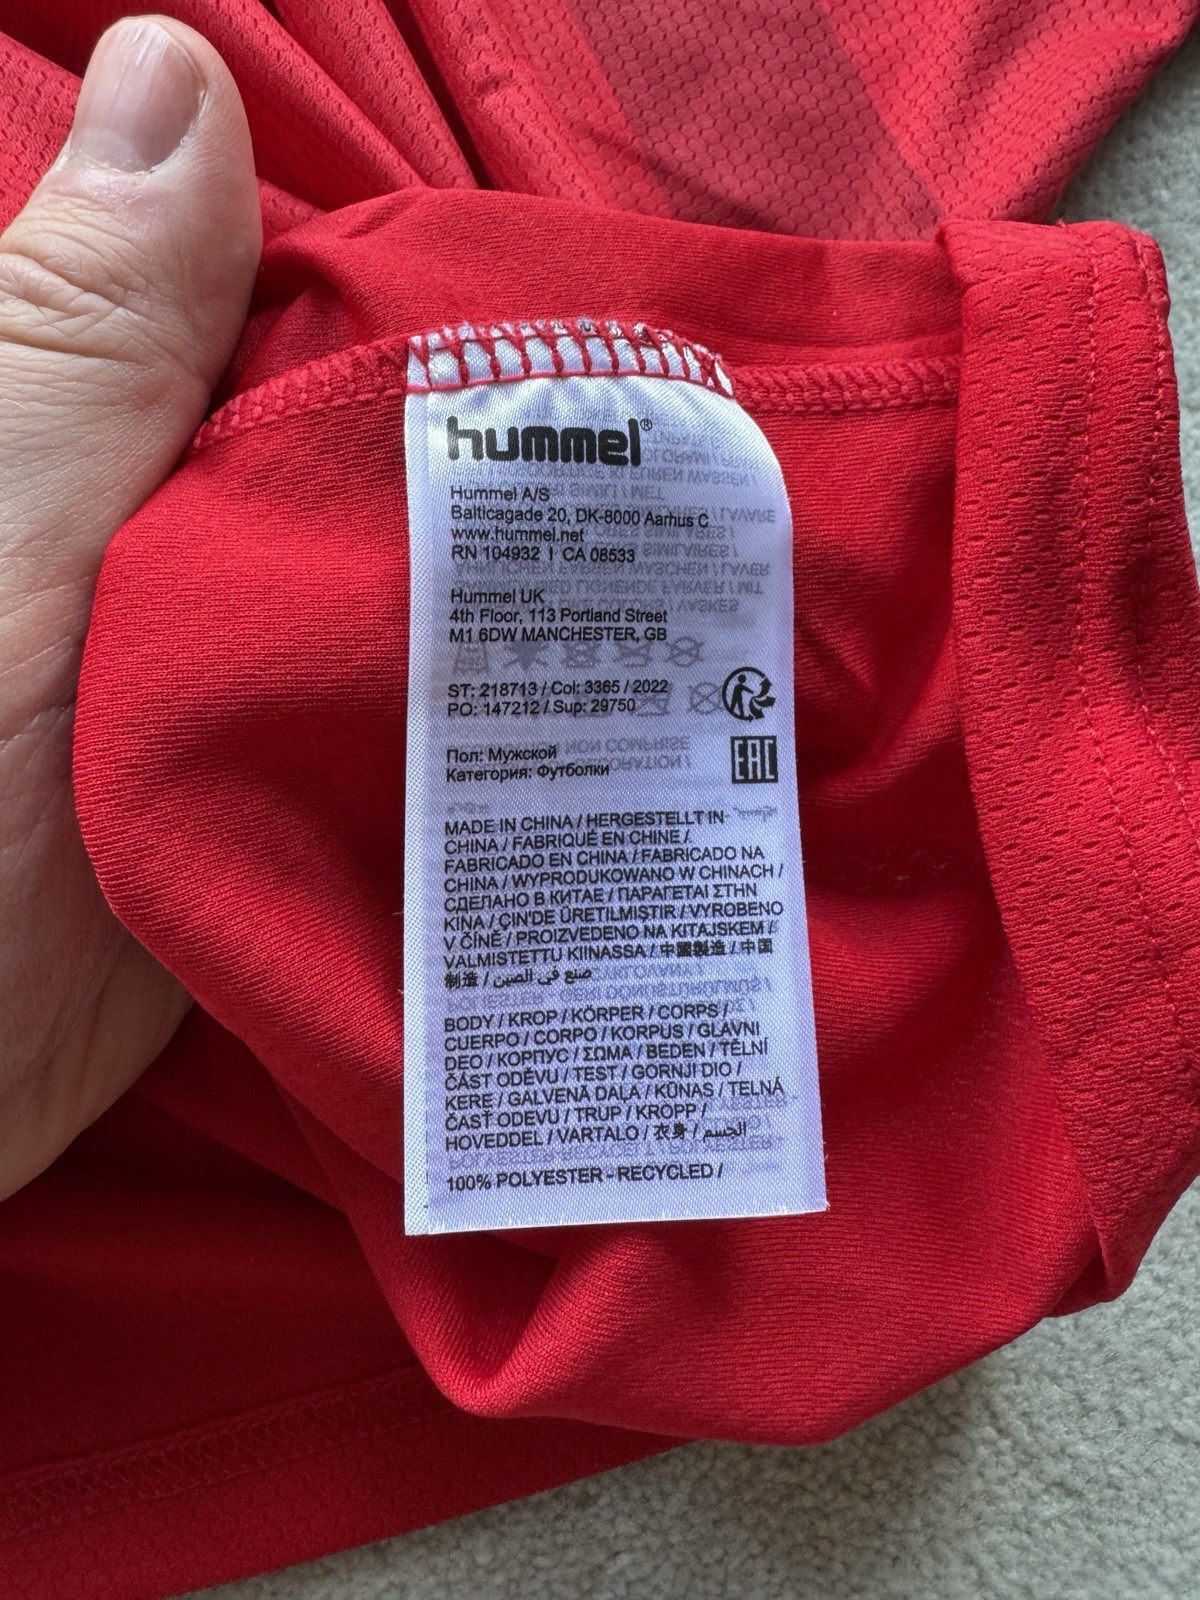 hummel®
Hummel A/S
Balticagade 20, DK-8000 Aarhus C
www.hummel.net
RN 104932 | CA 08533
Hummel UK
4th Floor, 113 Portland Street
M1 6DW MANCHESTER, GB
ST: 218713 / Col: 3365 / 2022
PO: 147212 / Sup: 29750
Пол: Мужской
Категория: Футболки
EAC
MADE IN CHINA / HERGESTELLT IN
CHINA / FABRIQUÉ EN CHINE /
FABRICADO EN CHINA / FABRICADO NA
CHINA / WYPRODUKOWANO W CHINACH /
СДЕЛАНО В КИТАЕ / ΠΑΡΑΓΕΤΑΙ ΣΤΗΝ
ΚΙΝΑ / ÇIN'DE ÜRETILMIŞTIR / VYROBENO
V ČÍNĚ / PROIZVEDENO NA KITAJSKEM /
VALMISTETTU KIINASSA / 中國製造 / 中国
制造 / صنع في الصين
BODY / KROP / KÖRPER / CORPS /
CUERPO / CORPO / KORPUS / GLAVNI
DEO / КОРПУС / ΣΩΜΑ / BEDEN / TĚLNÍ
ČÁST ODĚVU / TEST / GORNJI DIO /
KERE / GALVENĀ DAĻA / KŪNAS / TELNÁ
ČASŤ ODEVU / TRUP / KROPP /
HOVEDDEL / VARTALO / 衣身 / الجسم
100% POLYESTER - RECYCLED /